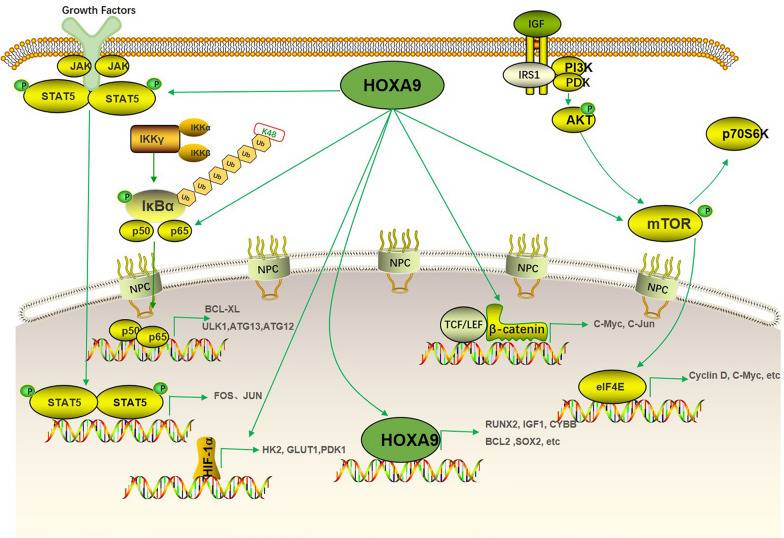 Growth Factors
JAK
JAK
P
P
STAT5
STAT5
HOXA9
IGF
IRS1
PI3K
PDK
P
AKT
p70S6K
IKKγ
IKKα
IKKβ
K48
Ub
Ub
Ub
Ub
Ub
Ub
P
IκBα
p50
p65
P
mTOR
NPC
NPC
NPC
NPC
NPC
p50
p65
BCL-XL
ULK1,ATG13,ATG12
TCF/LEF
β-catenin
C-Myc, C-Jun
P
P
STAT5
STAT5
FOS、JUN
eIF4E
Cyclin D, C-Myc, etc
HIF-1α
HK2, GLUT1,PDK1
HOXA9
RUNX2, IGF1, CYBB
BCL2 ,SOX2, etc